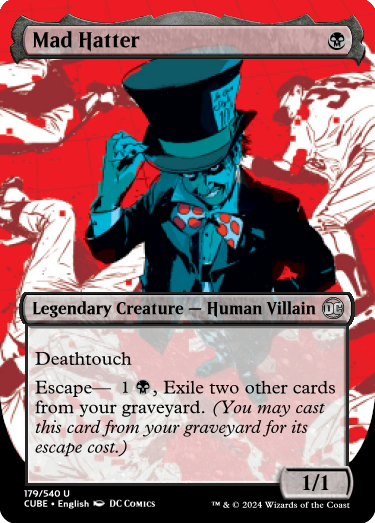 Mad Hatter
Legendary Creature — Human Villain DC
Deathtouch
Escape— 1, Exile two other cards
from your graveyard. (You may cast
this card from your graveyard for its
escape cost.)
1/1
179/540 U
CUBE • English DC COMICS
™ & © 2024 Wizards of the Coast